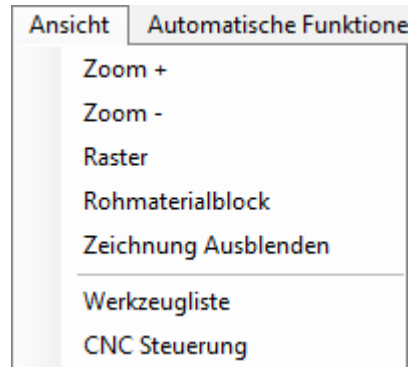 Ansicht Automatische Funktione
Zoom +
Zoom -
Raster
Rohmaterialblock
Zeichnung Ausblenden
Werkzeugliste
CNC Steuerung